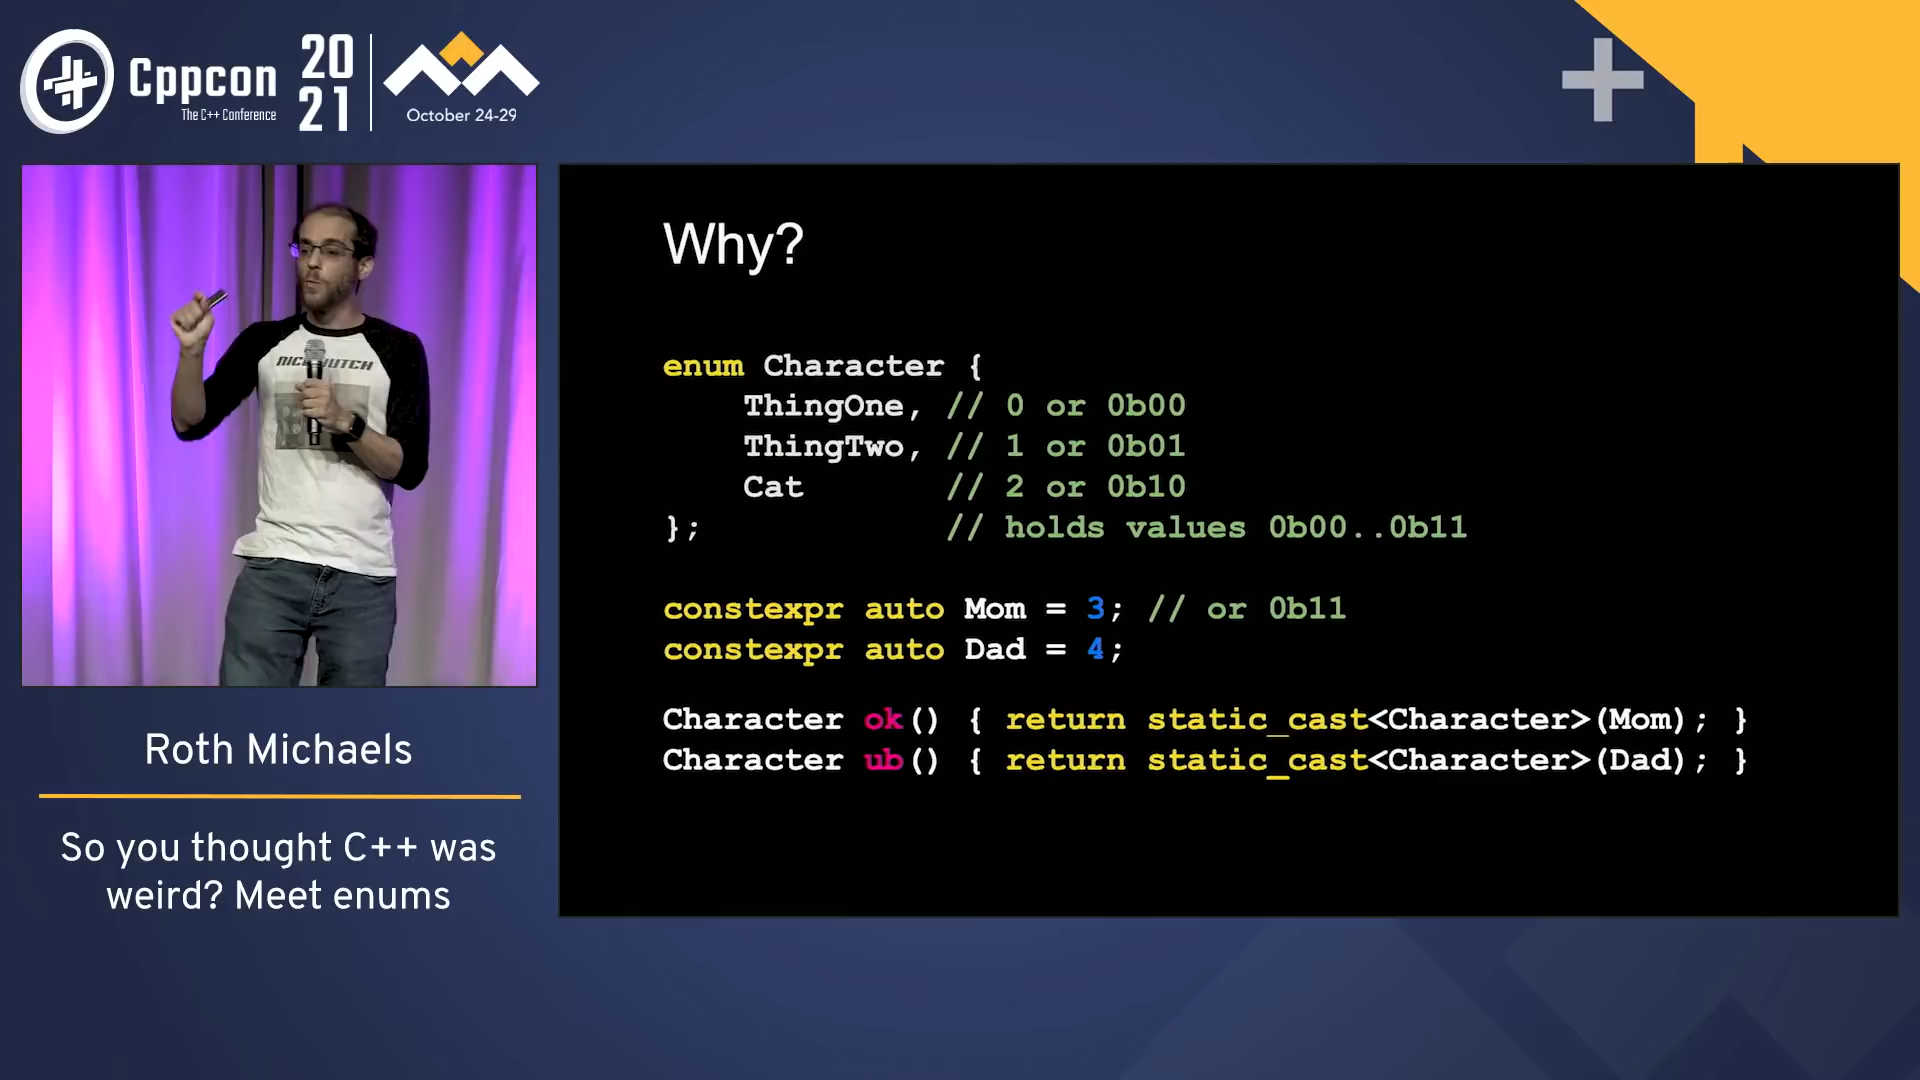 Cppcon
The C++ Conference
20
21
October 24-29
Why?
enum Character {
ThingOne, // 0 or 0b00
ThingTwo, // 1 or 0b01
Cat // 2 or 0b10
}; // holds values 0b00..0b11
constexpr auto Mom = 3; // or 0b11
constexpr auto Dad = 4;
Character ok() { return static_cast<Character>(Mom); }
Character ub() { return static_cast<Character>(Dad); }
Roth Michaels
So you thought C++ was
weird? Meet enums